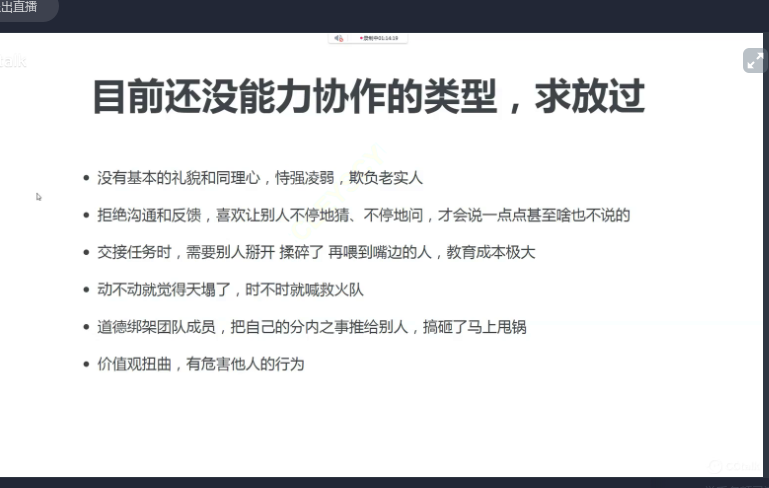 出直播
录制中01:14:19
目前还没能力协作的类型，求放过
• 没有基本的礼貌和同理心，恃强凌弱，欺负老实人
• 拒绝沟通和反馈，喜欢让别人不停地猜、不停地问，才会说一点点甚至啥也不说的
• 交接任务时，需要别人掰开 揉碎了 再喂到嘴边的人，教育成本极大
• 动不动就觉得天塌了，时不时就喊救火队
• 道德绑架团队成员，把自己的分内之事推给别人，搞砸了马上甩锅
• 价值观扭曲，有危害他人的行为